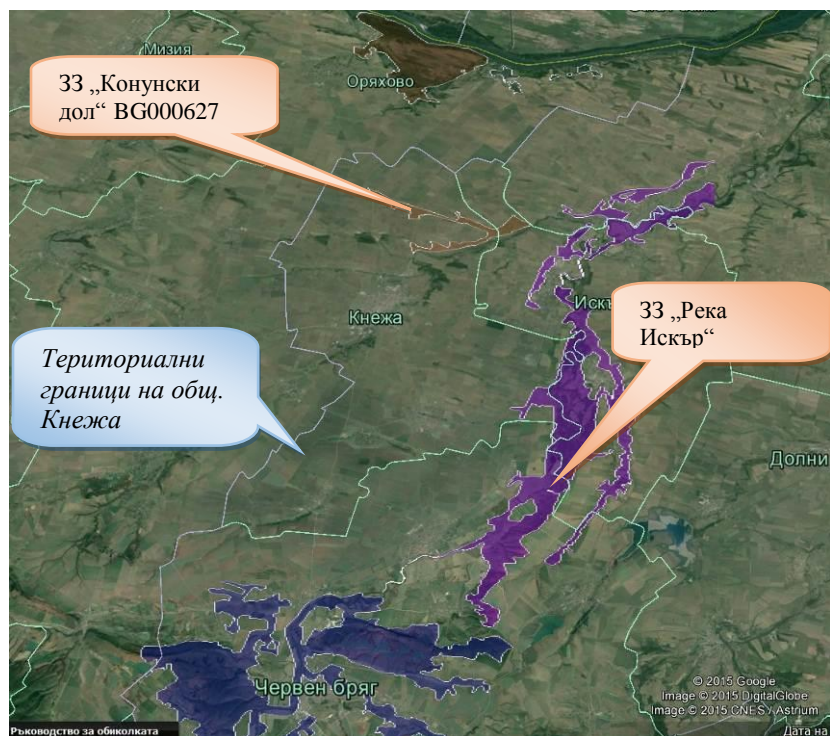 Мизия
Оряхово
ЗЗ „Конунски
дол“ BG000627
Искъ
ЗЗ „Река
Искър“
Кнежа
Териториални
граници на общ.
Кнежа
Долни
Червен бряг
© 2015 Google
Image © 2015 DigitalGlobe
Image © 2015 CNES / Astrium
Ръководство за обиколката
Дата на